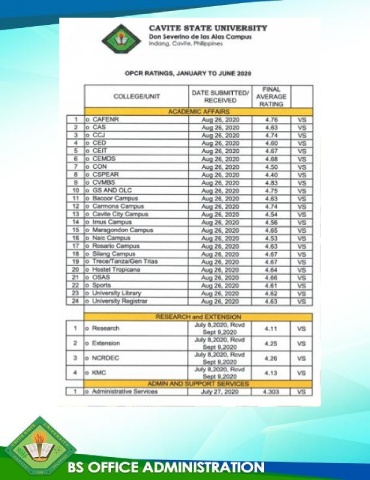 CAVITE STATE UNIVERSITY
Don Severino de las Alas Campus
Indang, Cavite, Philippines
OPCR RATINGS, JANUARY TO JUNE 2020
COLLEGE/UNIT DATE SUBMITTED/ RECEIVED FINAL AVERAGE RATING
ACADEMIC AFFAIRS
1 o CAFENR Aug 26, 2020 4.76 VS
2 o CAS Aug 26, 2020 4.63 VS
3 o CCJ Aug 26, 2020 4.74 VS
4 o CED Aug 26, 2020 4.60 VS
5 o CEIT Aug 26, 2020 4.67 VS
6 o CEMDS Aug 26, 2020 4.68 VS
7 o CON Aug 26, 2020 4.50 VS
8 o CSPEAR Aug 26, 2020 4.40 VS
9 o CVMBS Aug 26, 2020 4.83 VS
10 o GS AND OLC Aug 26, 2020 4.75 VS
11 o Bacoor Campus Aug 26, 2020 4.63 VS
12 o Carmona Campus Aug 26, 2020 4.74 VS
13 o Cavite City Campus Aug 26, 2020 4.54 VS
14 o Imus Campus Aug 26, 2020 4.56 VS
15 o Maragondon Campus Aug 26, 2020 4.65 VS
16 o Naic Campus Aug 26, 2020 4.53 VS
17 o Rosario Campus Aug 26, 2020 4.63 VS
18 o Silang Campus Aug 26, 2020 4.67 VS
19 o Trece/Tanza/Gen Trias Aug 26, 2020 4.67 VS
20 o Hostel Tropicana Aug 26, 2020 4.64 VS
21 o OSAS Aug 26, 2020 4.66 VS
22 o Sports Aug 26, 2020 4.61 VS
23 o University Library Aug 26, 2020 4.62 VS
24 o University Registrar Aug 26, 2020 4.63 VS
RESEARCH and EXTENSION
1 o Research July 8,2020, Rcvd Sept 9,2020 4.11 VS
2 o Extension July 8,2020, Rcvd Sept 9,2020 4.25 VS
3 o NCRDEC July 8,2020, Rcvd Sept 9,2020 4.26 VS
4 o KMC July 8,2020, Rcvd Sept 9,2020 4.13 VS
ADMIN AND SUPPORT SERVICES
1 o Administrative Services July 27, 2020 4.303 VS
BS OFFICE ADMINISTRATION